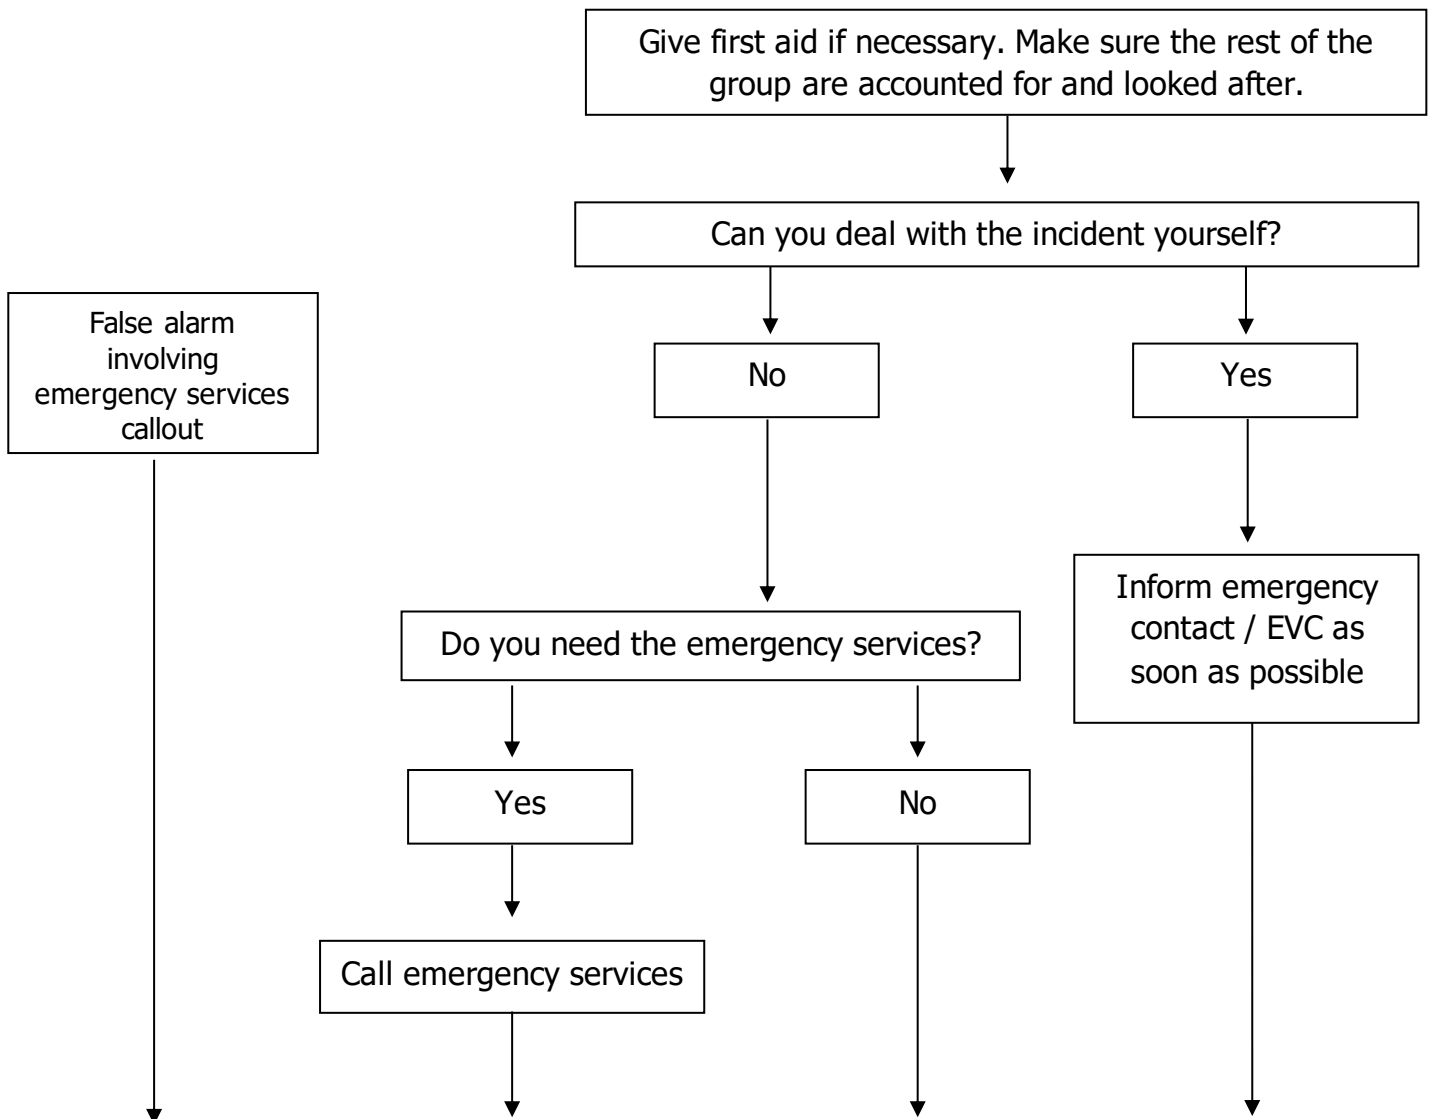 Give first aid if necessary. Make sure the rest of the
group are accounted for and looked after.
Can you deal with the incident yourself?
False alarm
involving
emergency services
callout
No
Yes
Inform emergency
contact / EVC as
soon as possible
Do you need the emergency services?
Yes
No
Call emergency services